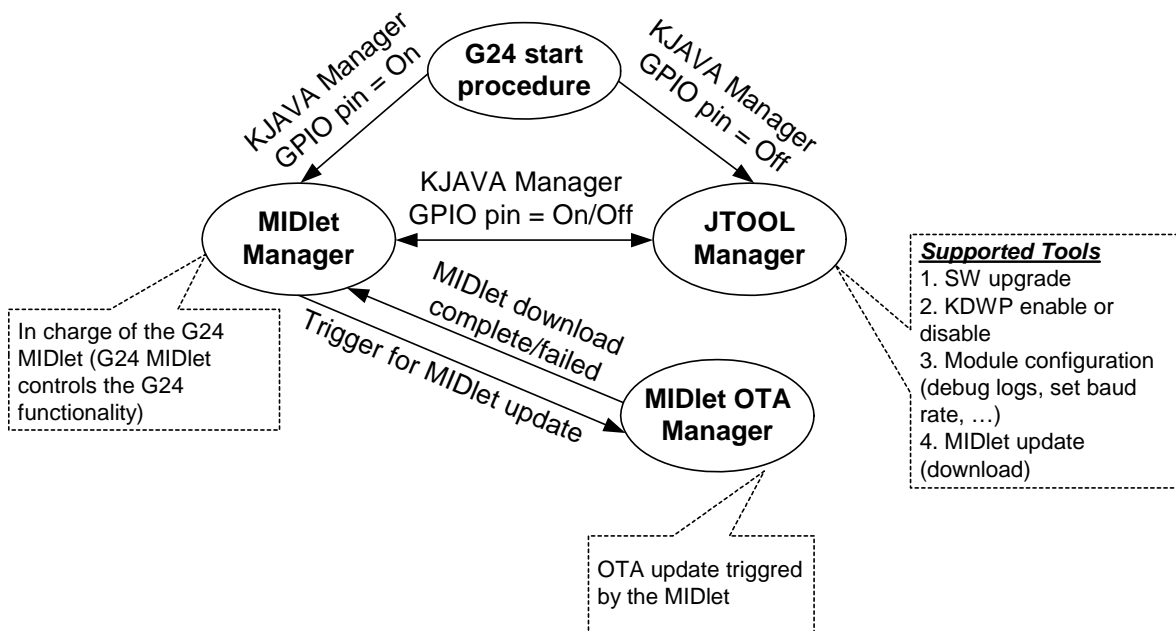 G24 start
procedure
KJAVA Manager
GPIO pin = On
KJAVA Manager
GPIO pin = Off
KJAVA Manager
GPIO pin = On/Off
MIDlet
Manager
JTOOL
Manager
Supported Tools
1. SW upgrade
2. KDWP enable or
disable
3. Module configuration
(debug logs, set baud
rate, …)
4. MIDlet update
(download)
In charge of the G24
MIDlet (G24 MIDlet
controls the G24
functionality)
MIDlet download
complete/failed
Trigger for MIDlet update
MIDlet OTA
Manager
OTA update triggred
by the MIDlet